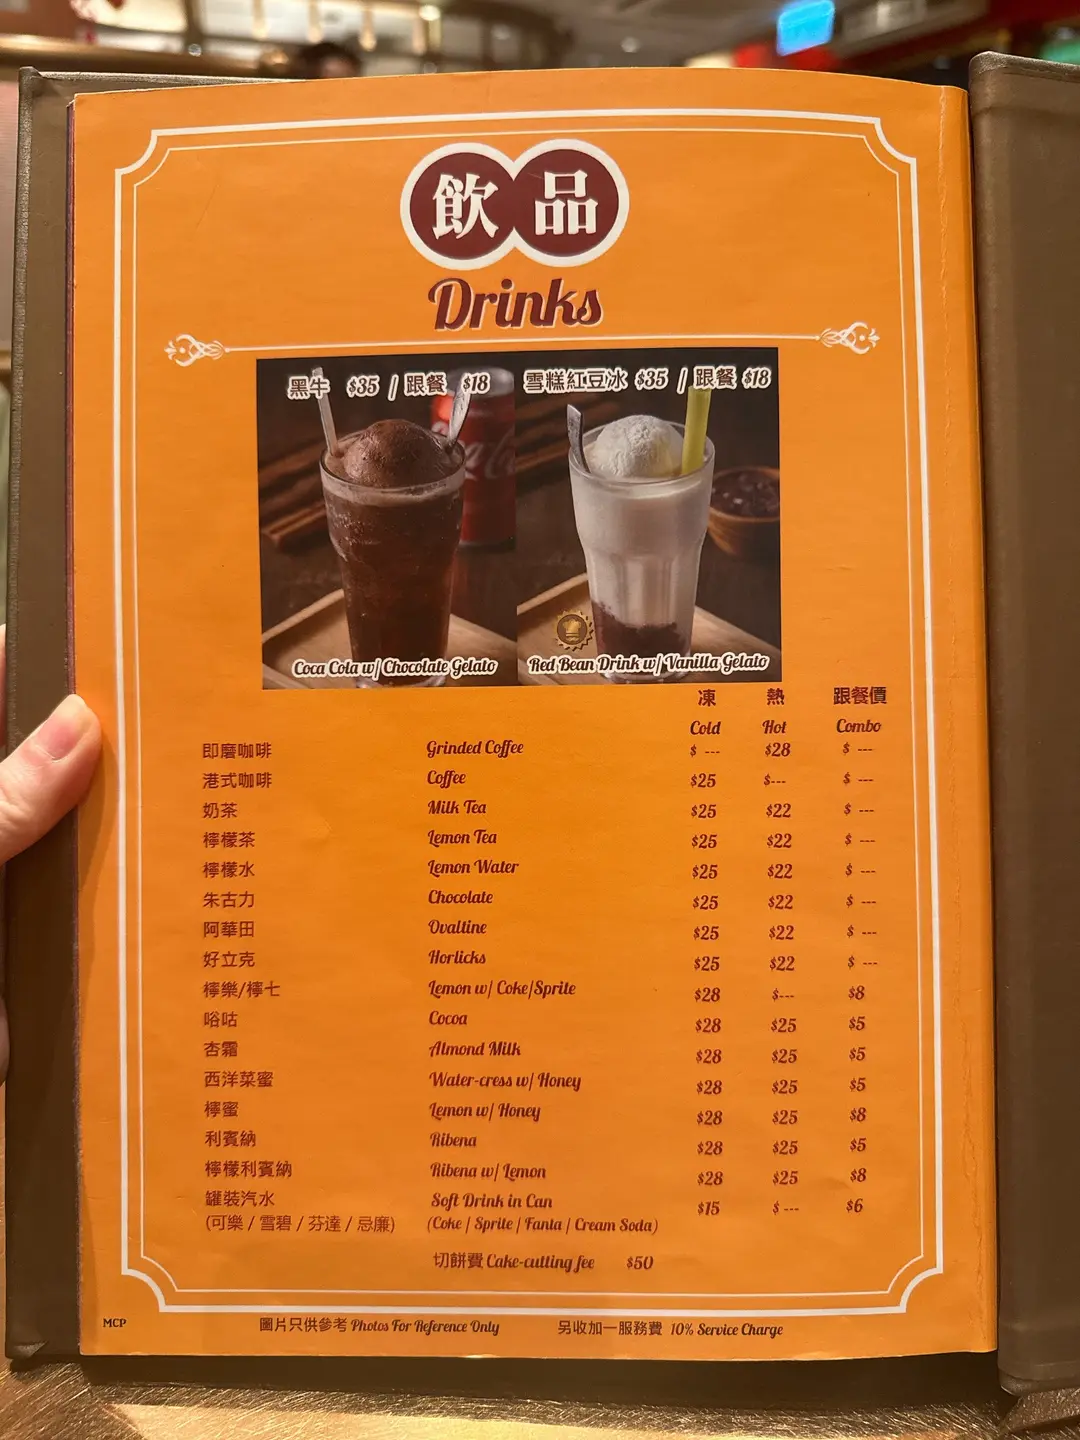 飲品
Drinks
黑牛 $35 / 跟餐 $18
雪糕紅豆冰 $35 / 跟餐 $18
Coca Cola w/ Chocolate Gelato
Red Bean Drink w/ Vanilla Gelato
凍 熱 跟餐價
Cold Hot Combo
即磨咖啡 Grinded Coffee $ --- $28 $ ---
港式咖啡 Coffee $25 $--- $ ---
奶茶 Milk Tea $25 $22 $ ---
檸檬茶 Lemon Tea $25 $22 $ ---
檸檬水 Lemon Water $25 $22 $ ---
朱古力 Chocolate $25 $22 $ ---
阿華田 Ovaltine $25 $22 $ ---
好立克 Horlicks $25 $22 $ ---
檸樂/檸七 Lemon w/ Coke/Sprite $28 $--- $8
唂咕 Cocoa $28 $25 $5
杏霜 Almond Milk $28 $25 $5
西洋菜蜜 Water-cress w/ Honey $28 $25 $5
檸蜜 Lemon w/ Honey $28 $25 $8
利賓納 Ribena $28 $25 $5
檸檬利賓納 Ribena w/ Lemon $28 $25 $8
罐裝汽水 Soft Drink in Can $15 $ --- $6
(可樂 / 雪碧 / 芬達 / 忌廉) (Coke / Sprite / Fanta / Cream Soda)
切餅費 Cake-cutting fee $50
MCP
圖片只供參考 Photos For Reference Only
另收加一服務費 10% Service Charge